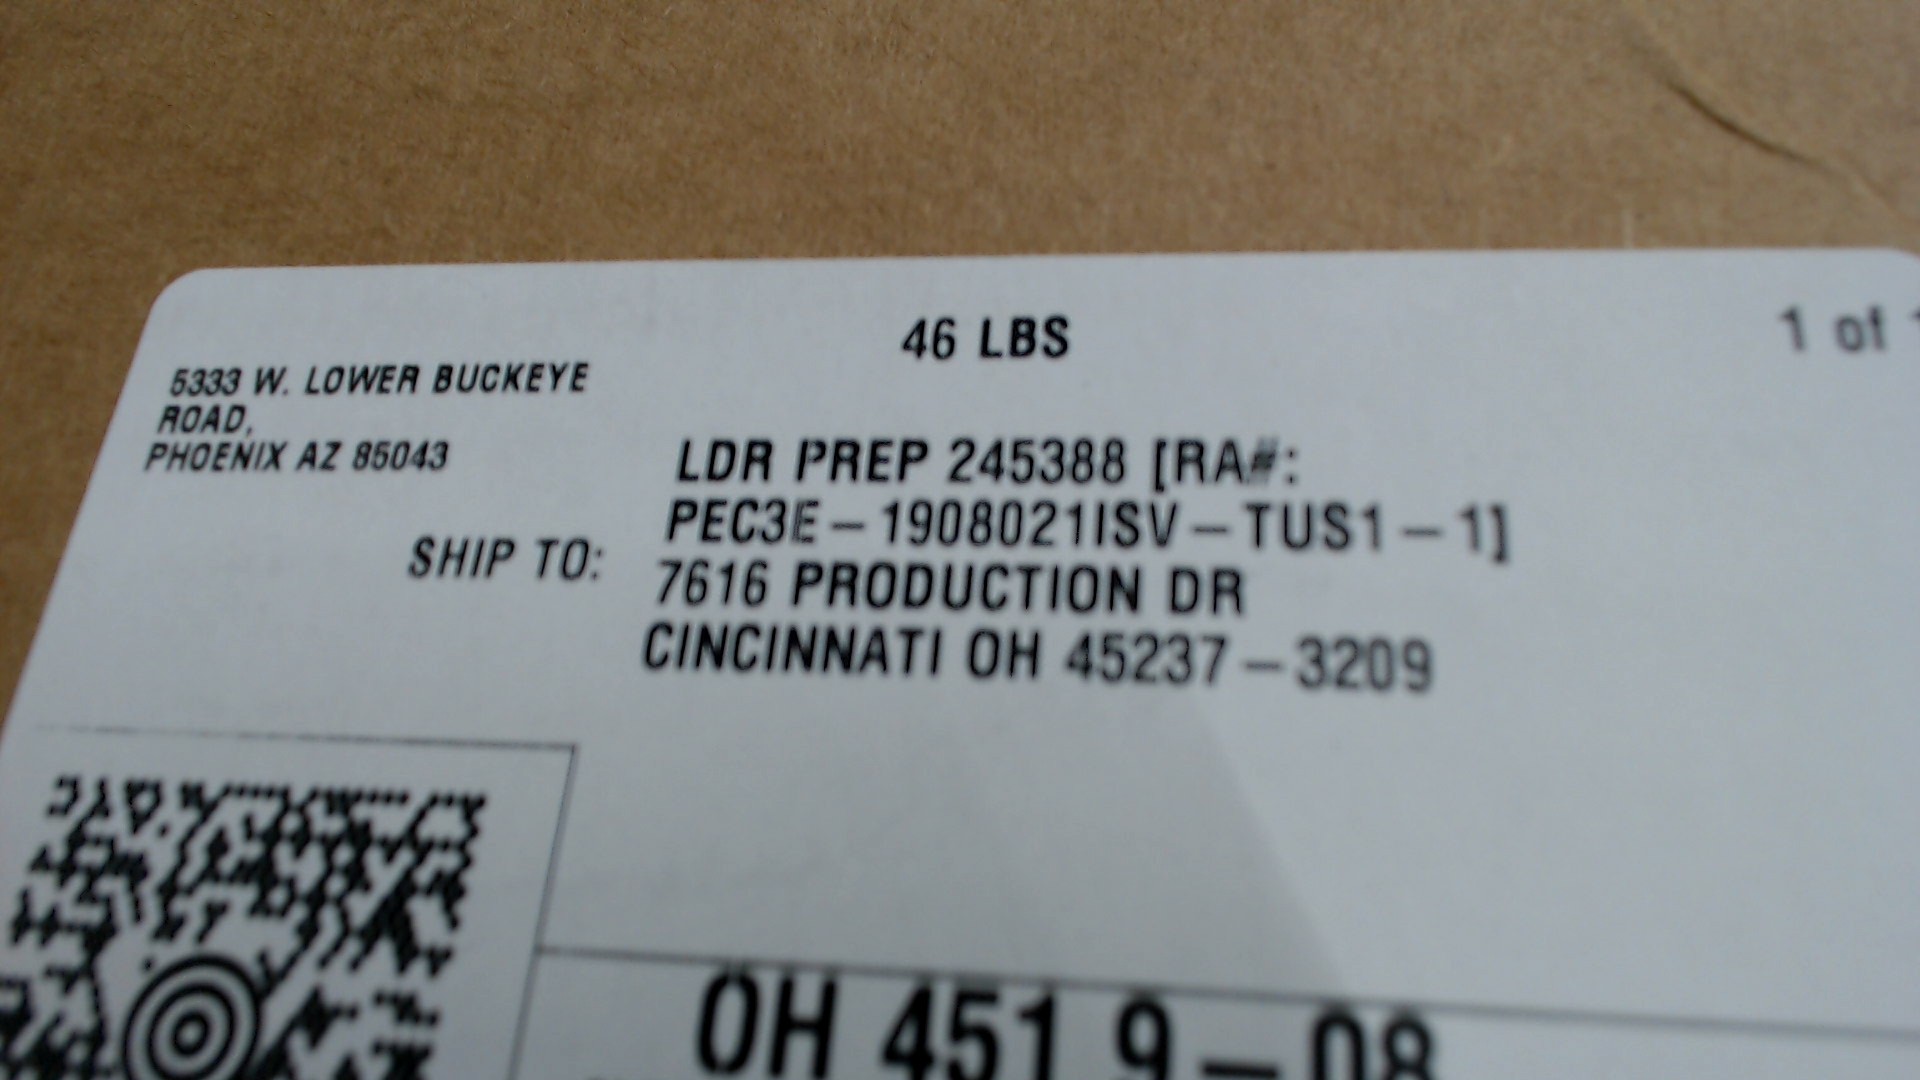 46 LBS
1 of 1
5333 W. LOWER BUCKEYE
ROAD,
PHOENIX AZ 85043
SHIP TO:
LDR PREP 245388 [RA#:
PEC3E-1908021ISV-TUS1-1]
7616 PRODUCTION DR
CINCINNATI OH 45237-3209
OH 451 9-08